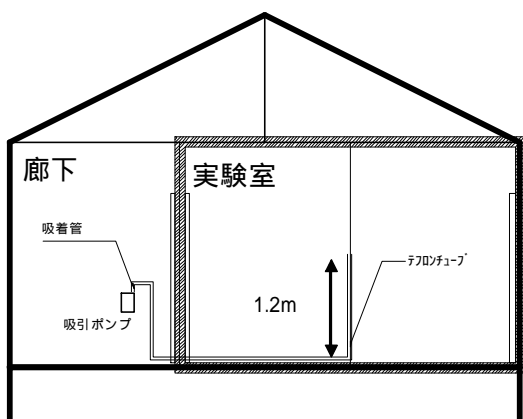 廊下
実験室
吸着管
テフロンチューブ
1.2m
吸引ポンプ